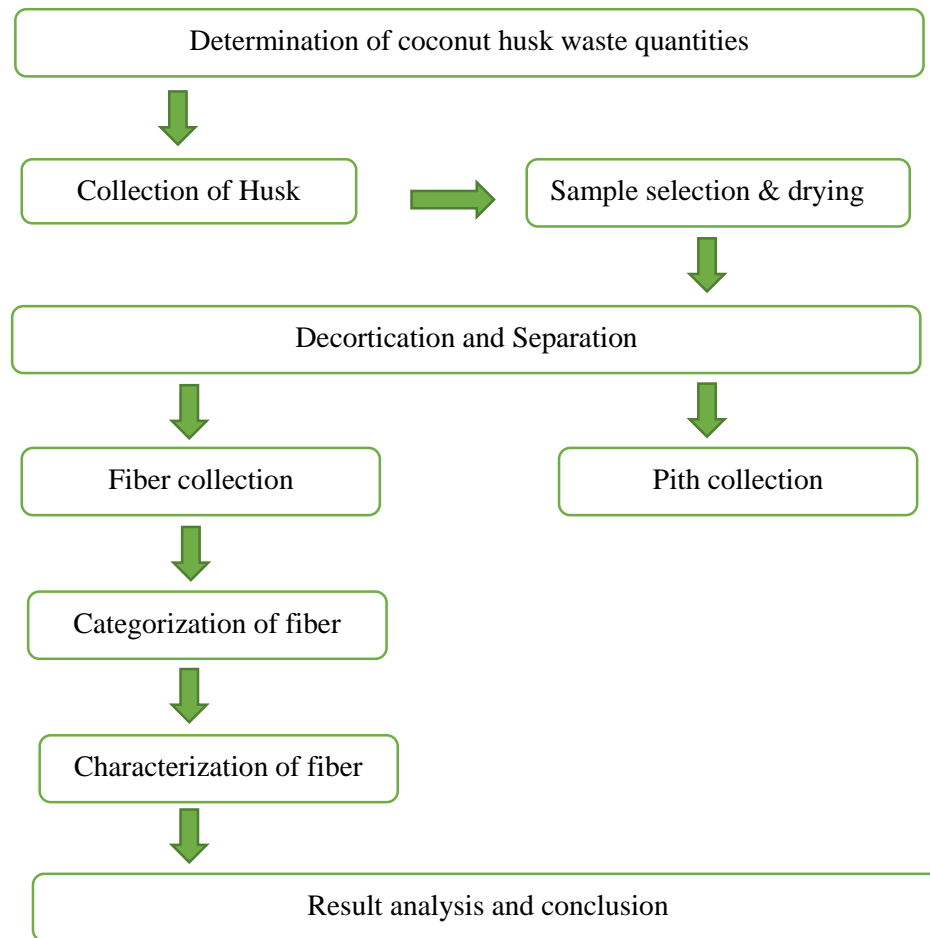 Determination of coconut husk waste quantities
Collection of Husk
Sample selection & drying
Decortication and Separation
Fiber collection
Pith collection
Categorization of fiber
Characterization of fiber
Result analysis and conclusion